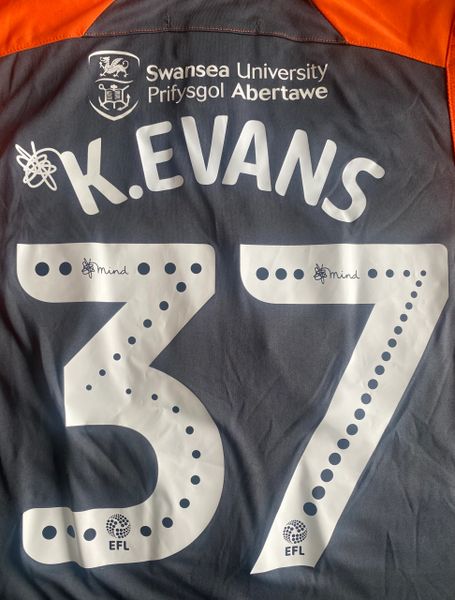 Swansea University
Prifysgol Abertawe
K.EVANS
37
mind mind
EFL EFL